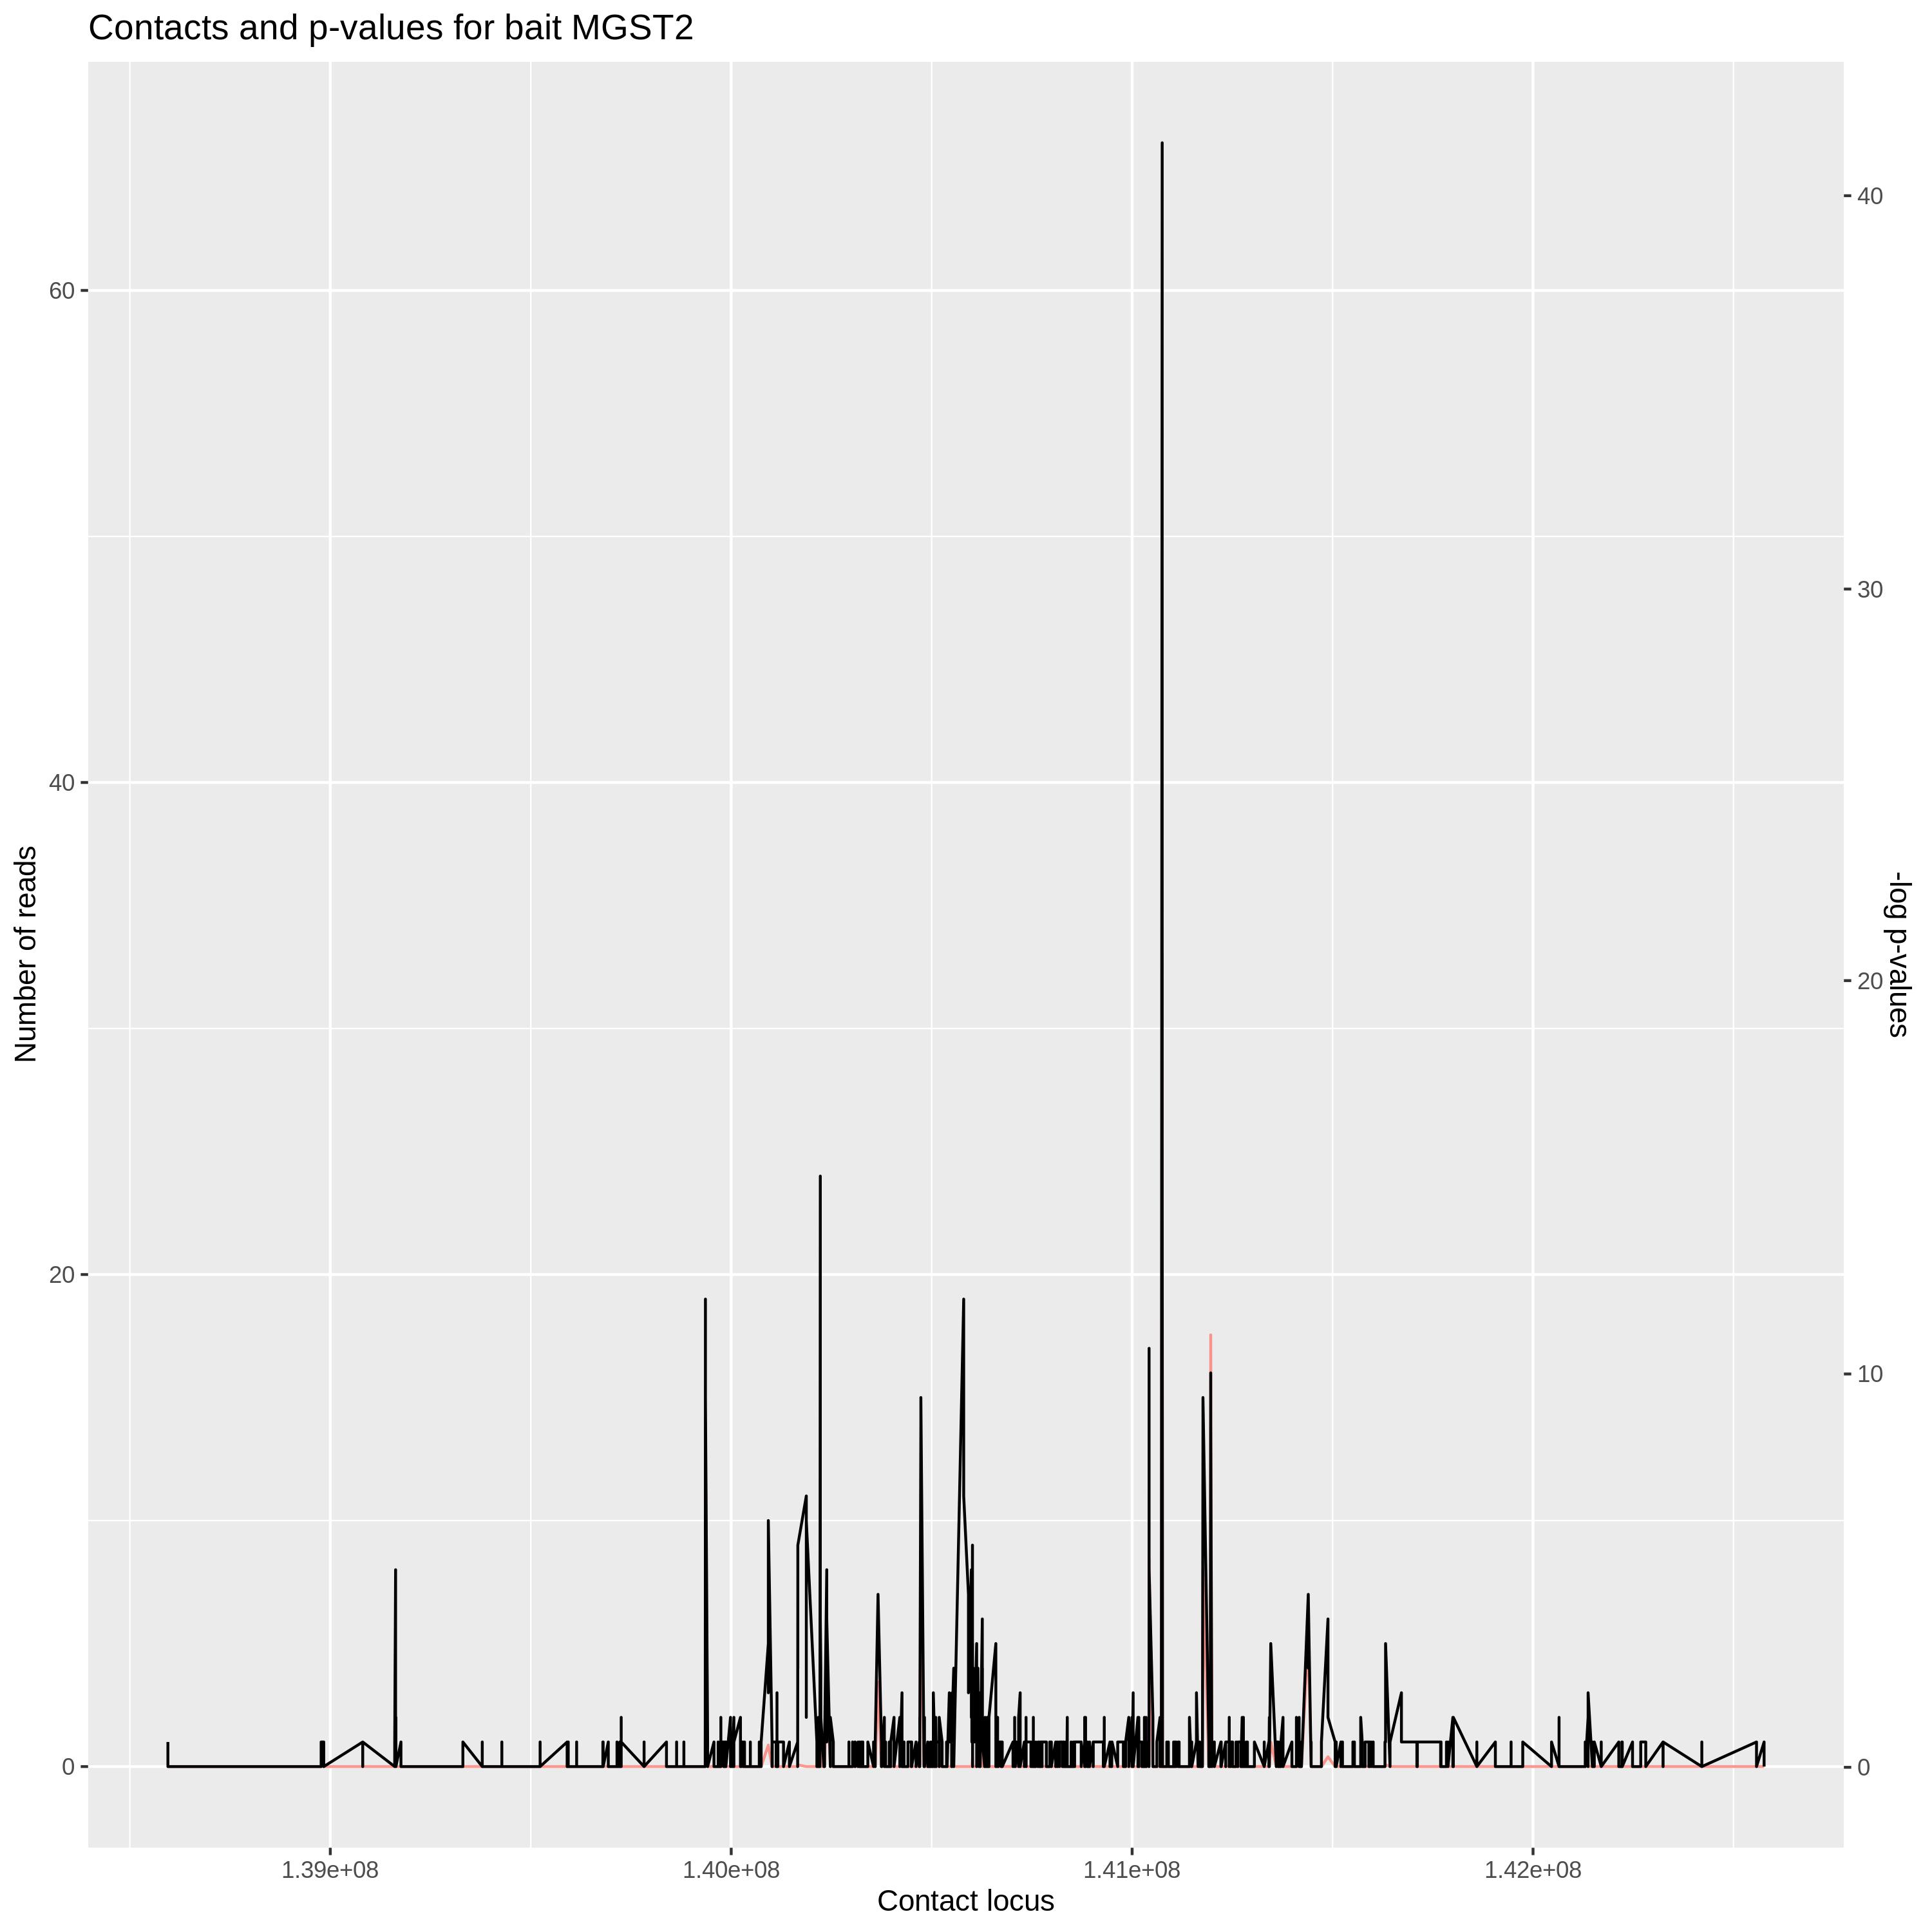 Contacts and p-values for bait MGST2
60
40
20
0
Number of reads
40
30
20
10
0
-log p-values
1.39e+08
1.40e+08
1.41e+08
1.42e+08
Contact locus